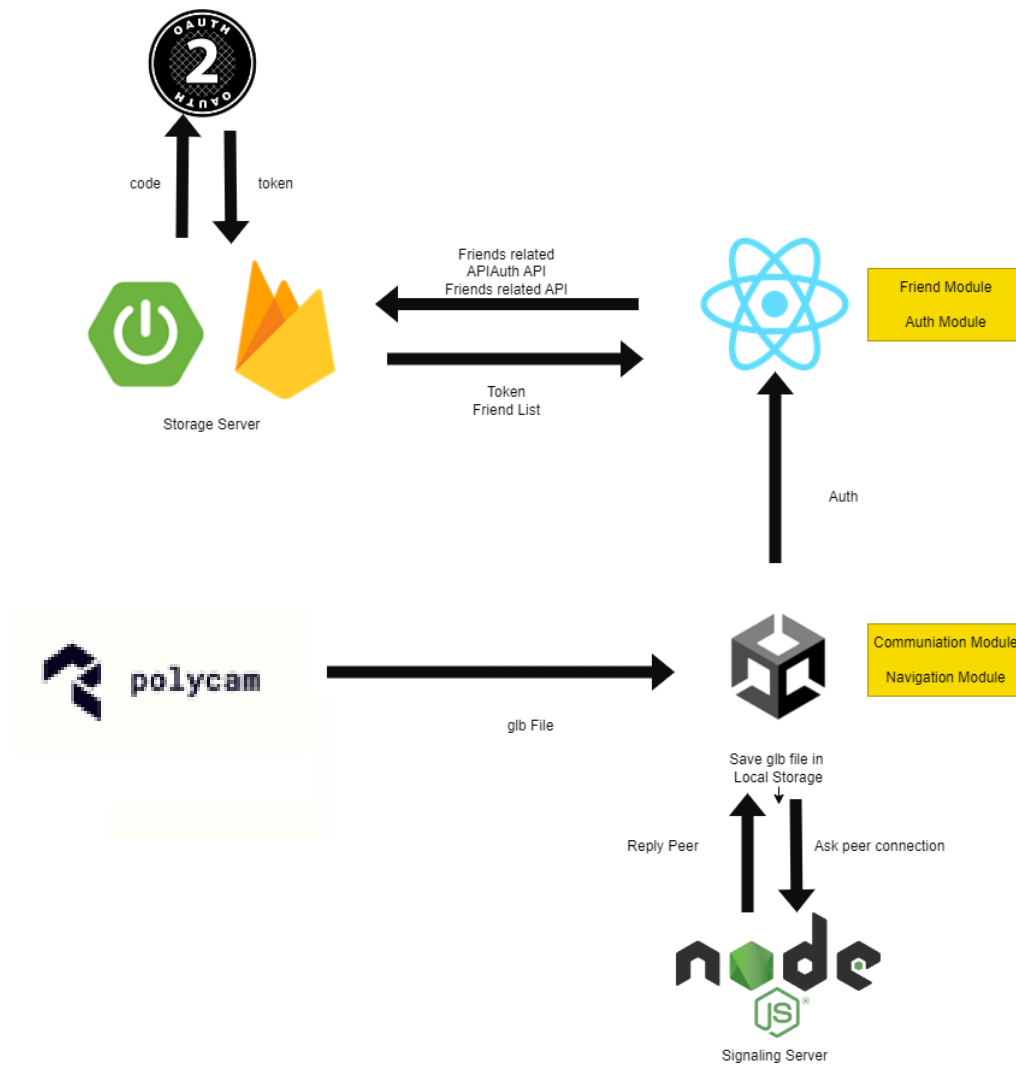 OAUTH
2
OAUTH
code
token
Friends related
APIAuth API
Friends related API
Friend Module
Auth Module
Token
Friend List
Storage Server
Auth
polycam
glb File
Communiation Module
Navigation Module
Save glb file in
Local Storage
Reply Peer
Ask peer connection
node
JS
®
Signaling Server